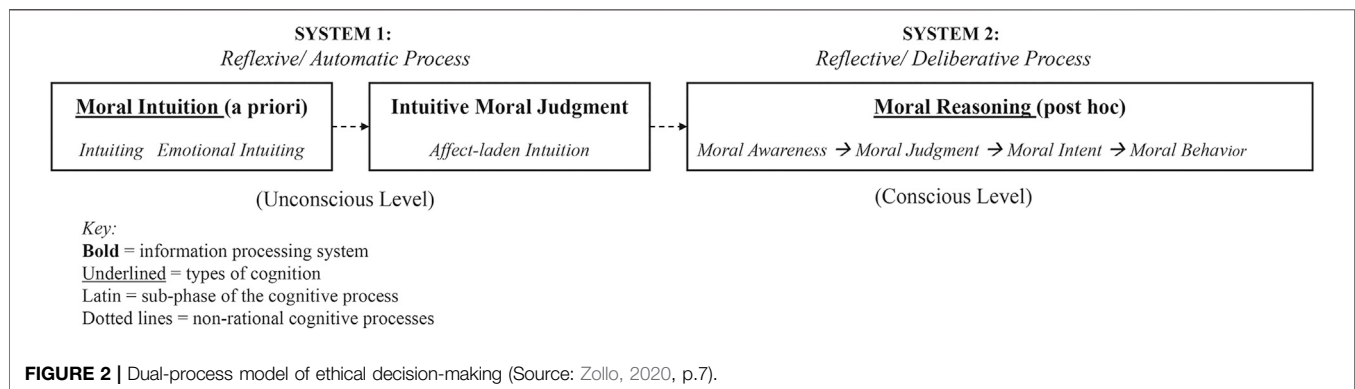 SYSTEM 1:
Reflexive/ Automatic Process
SYSTEM 2:
Reflective/ Deliberative Process
Moral Intuition (a priori)
Intuiting Emotional Intuiting
Intuitive Moral Judgment
Affect-laden Intuition
Moral Reasoning (post hoc)
Moral Awareness → Moral Judgment → Moral Intent → Moral Behavior
(Unconscious Level)
(Conscious Level)
Key:
Bold = information processing system
Underlined = types of cognition
Latin = sub-phase of the cognitive process
Dotted lines = non-rational cognitive processes
FIGURE 2 | Dual-process model of ethical decision-making (Source: Zollo, 2020, p.7).